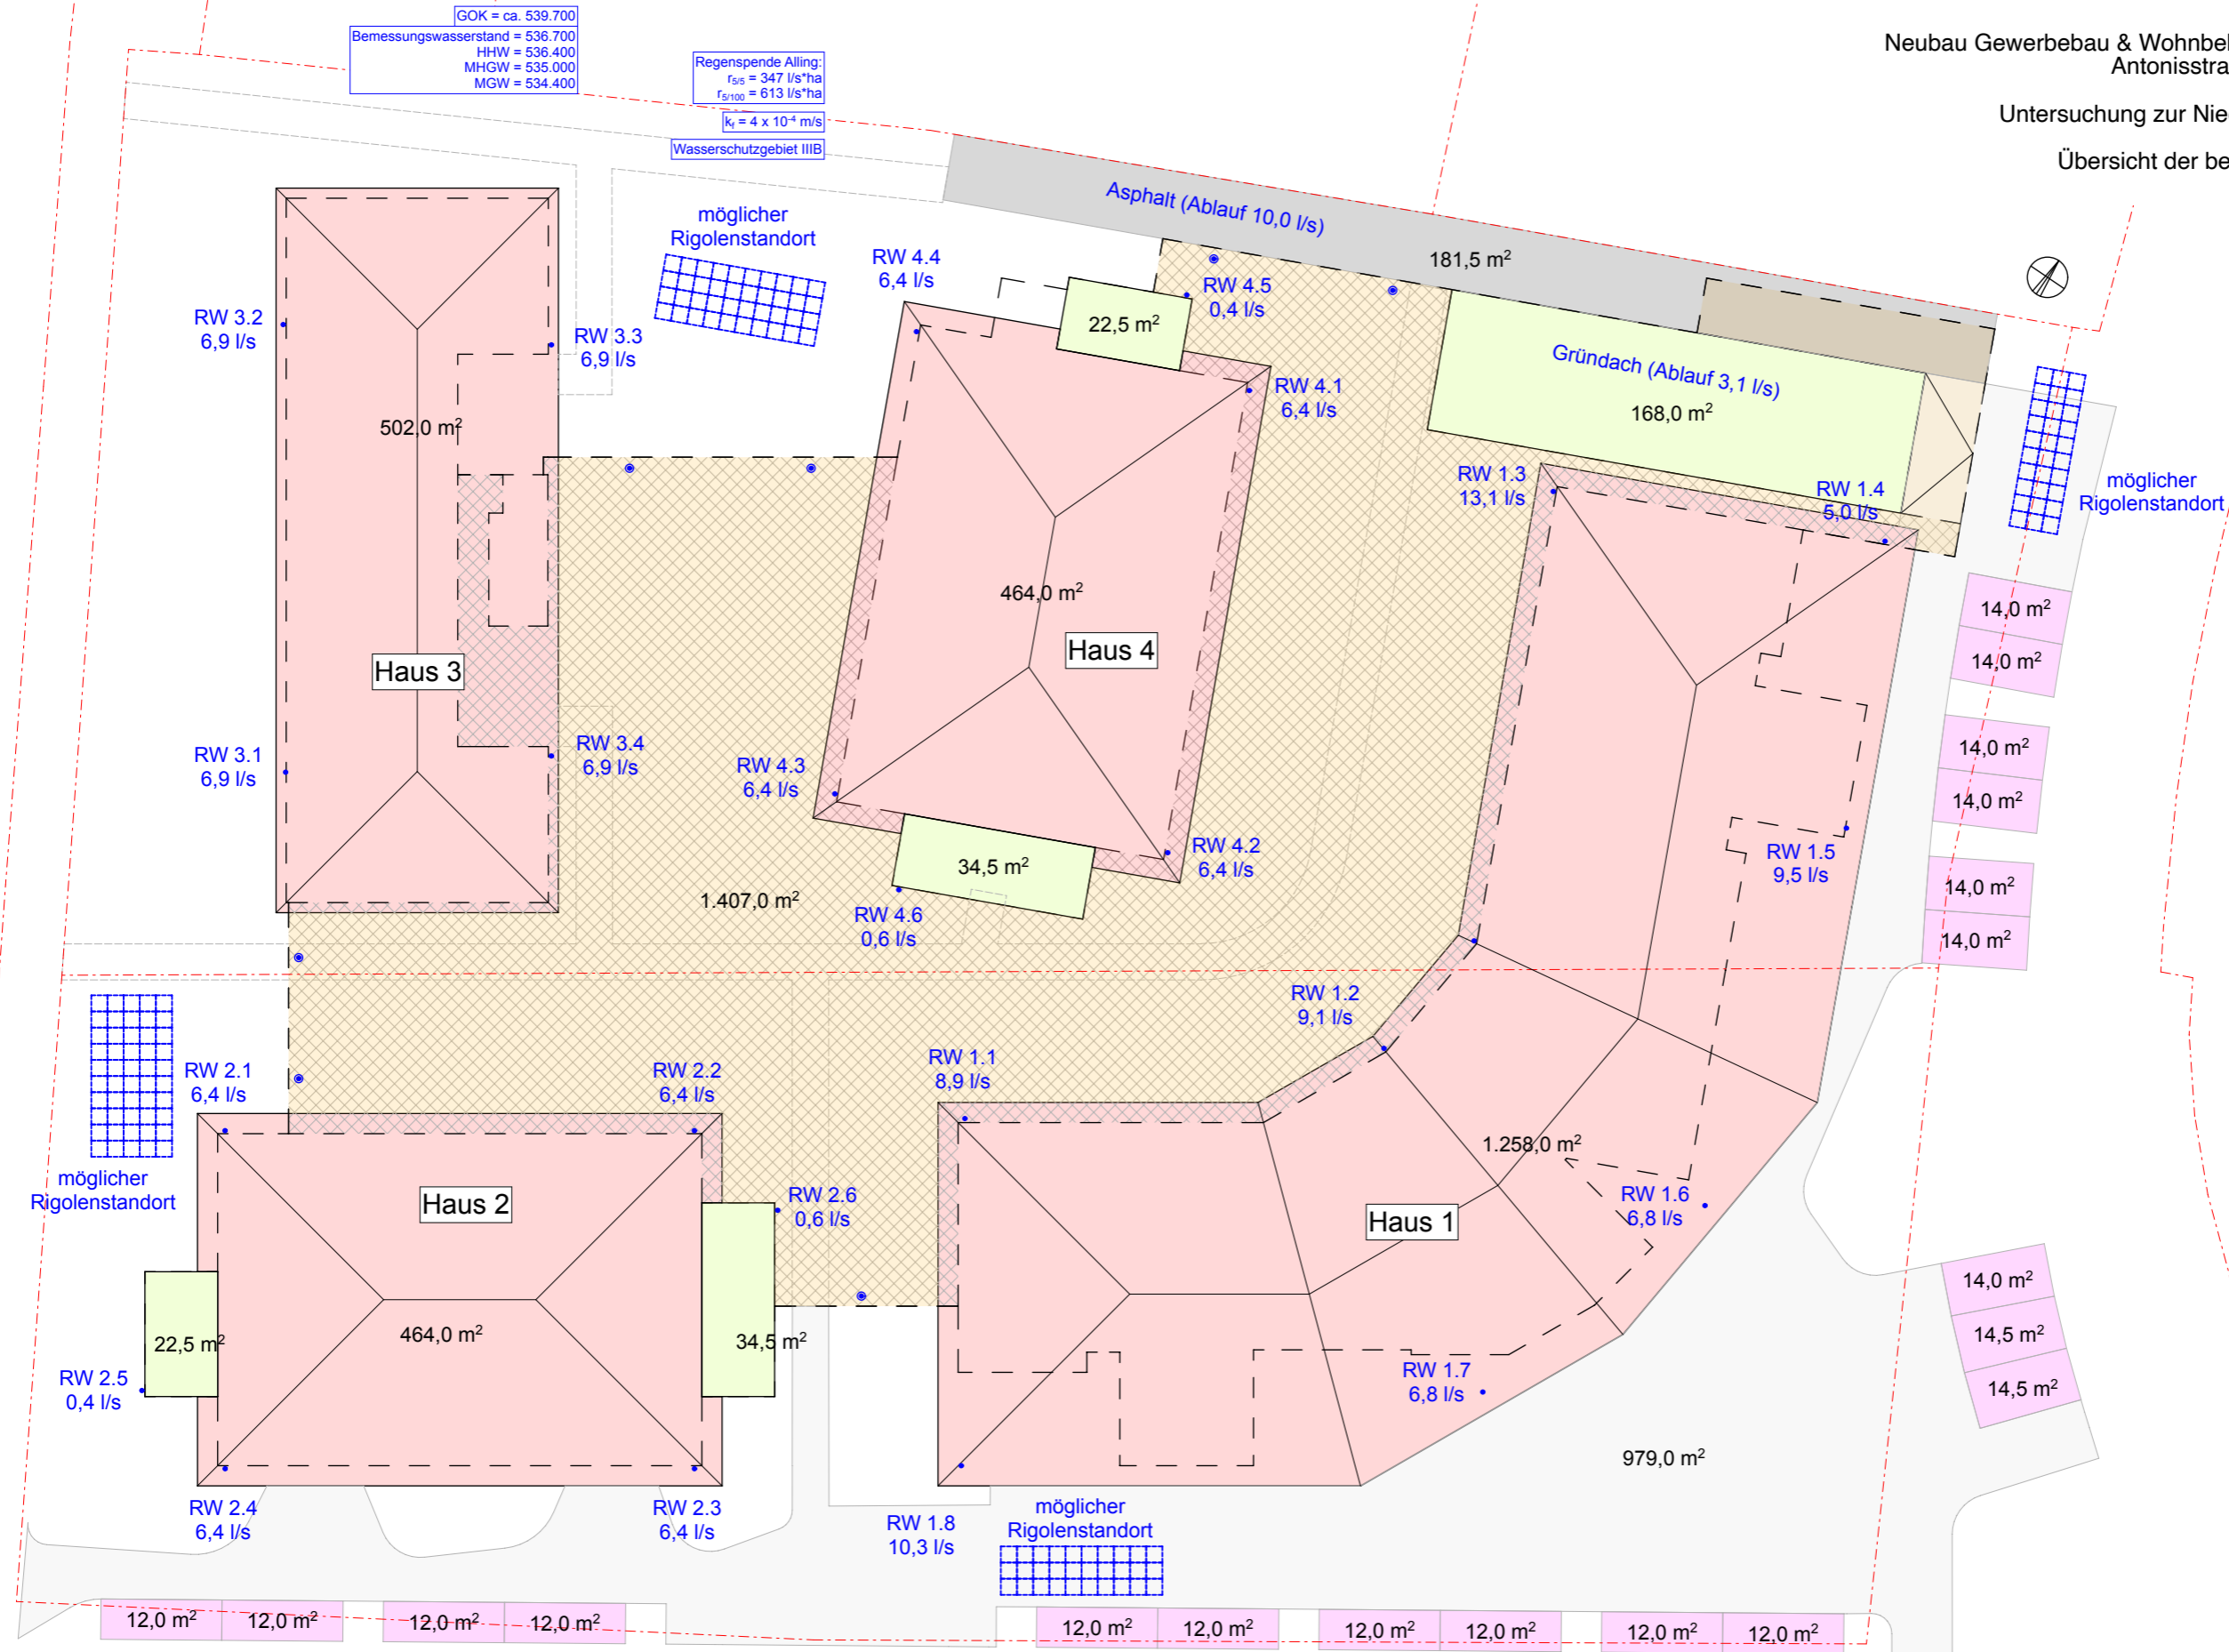 GOK = ca. 539.700
Bemessungswasserstand = 536.700
HHW = 536.400
MHGW = 535.000
MGW = 534.400
Regenspende Alling:
r5/5 = 347 l/s*ha
r5/100 = 613 l/s*ha
kf = 4 x 10-4 m/s
Wasserschutzgebiet IIIB
Neubau Gewerbebau & Wohnbe
Antonisstra
Untersuchung zur Nie
Übersicht der be
Asphalt (Ablauf 10,0 l/s)
181,5 m²
möglicher
Rigolenstandort
RW 4.4
6,4 l/s
RW 4.5
0,4 l/s
22,5 m²
RW 3.2
6,9 l/s
RW 3.3
6,9 l/s
Gründach (Ablauf 3,1 l/s)
168,0 m²
RW 4.1
6,4 l/s
502,0 m²
RW 1.3
13,1 l/s
RW 1.4
5,0 l/s
möglicher
Rigolenstandort
464,0 m²
Haus 4
Haus 3
14,0 m²
14,0 m²
RW 3.1
6,9 l/s
RW 3.4
6,9 l/s
RW 4.3
6,4 l/s
14,0 m²
14,0 m²
34,5 m²
RW 4.2
6,4 l/s
RW 1.5
9,5 l/s
1.407,0 m²
RW 4.6
0,6 l/s
14,0 m²
14,0 m²
RW 1.2
9,1 l/s
RW 2.1
6,4 l/s
RW 2.2
6,4 l/s
RW 1.1
8,9 l/s
möglicher
Rigolenstandort
Haus 2
RW 2.6
0,6 l/s
1.258,0 m²
Haus 1
RW 1.6
6,8 l/s
22,5 m²
464,0 m²
34,5 m²
RW 2.5
0,4 l/s
RW 1.7
6,8 l/s
14,0 m²
14,5 m²
14,5 m²
979,0 m²
RW 2.4
6,4 l/s
RW 2.3
6,4 l/s
RW 1.8
10,3 l/s
möglicher
Rigolenstandort
12,0 m²
12,0 m²
12,0 m²
12,0 m²
12,0 m²
12,0 m²
12,0 m²
12,0 m²
12,0 m²
12,0 m²